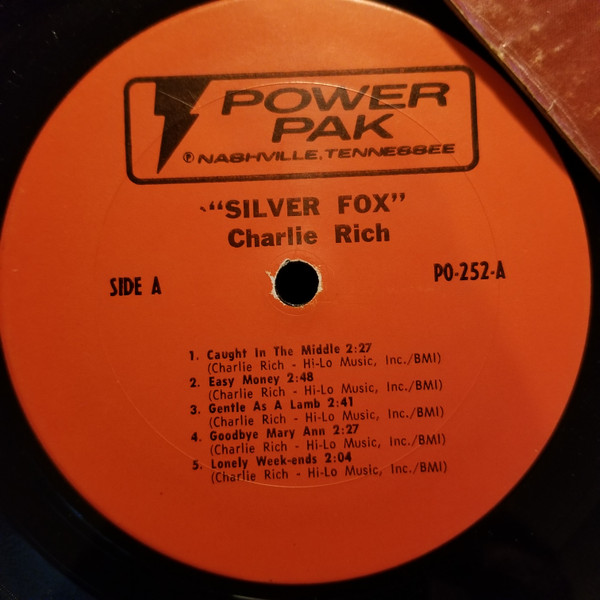 POWER
PAK
℗ NASHVILLE, TENNESSEE
"SILVER FOX"
Charlie Rich
SIDE A
PO-252-A
1. Caught In The Middle 2:27
(Charlie Rich - Hi-Lo Music, Inc./BMI)
2. Easy Money 2:48
(Charlie Rich - Hi-Lo Music, Inc./BMI)
3. Gentle As A Lamb 2:41
(Charlie Rich - Hi-Lo Music, Inc./BMI)
4. Goodbye Mary Ann 2:27
(Charlie Rich - Hi-Lo Music, Inc./BMI)
5. Lonely Week-ends 2:04
(Charlie Rich - Hi-Lo Music, Inc./BMI)